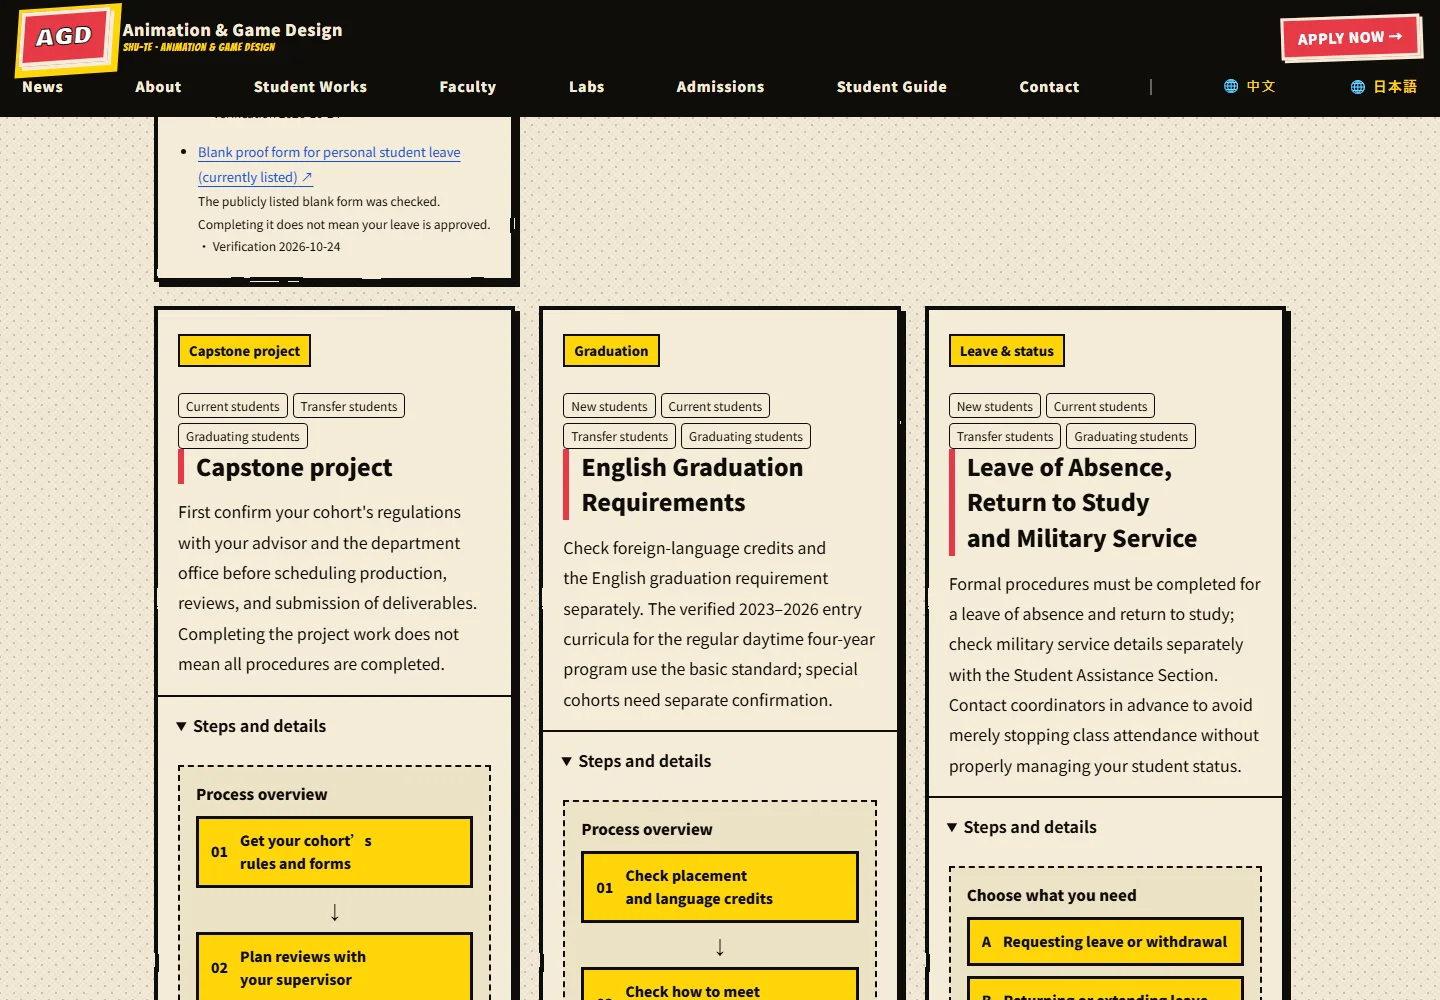 AGD
Animation & Game Design
SHU-TE · ANIMATION & GAME DESIGN
APPLY NOW →
News
About
Student Works
Faculty
Labs
Admissions
Student Guide
Contact
|
🌐 中文
🌐 日本語
Blank proof form for personal student leave
(currently listed) ↗
The publicly listed blank form was checked.
Completing it does not mean your leave is approved.
・ Verification 2026-10-24
Capstone project
Current students
Transfer students
Graduating students
Capstone project
First confirm your cohort's regulations
with your advisor and the department
office before scheduling production,
reviews, and submission of deliverables.
Completing the project work does not
mean all procedures are completed.
▼ Steps and details
Process overview
01
Get your cohort’s
rules and forms
↓
02
Plan reviews with
your supervisor
Graduation
New students
Current students
Transfer students
Graduating students
English Graduation
Requirements
Check foreign-language credits and
the English graduation requirement
separately. The verified 2023–2026 entry
curricula for the regular daytime four-year
program use the basic standard; special
cohorts need separate confirmation.
▼ Steps and details
Process overview
01
Check placement
and language credits
↓
Check how to meet
Leave & status
New students
Current students
Transfer students
Graduating students
Leave of Absence,
Return to Study
and Military Service
Formal procedures must be completed for
a leave of absence and return to study;
check military service details separately
with the Student Assistance Section.
Contact coordinators in advance to avoid
merely stopping class attendance without
properly managing your student status.
▼ Steps and details
Choose what you need
A Requesting leave or withdrawal